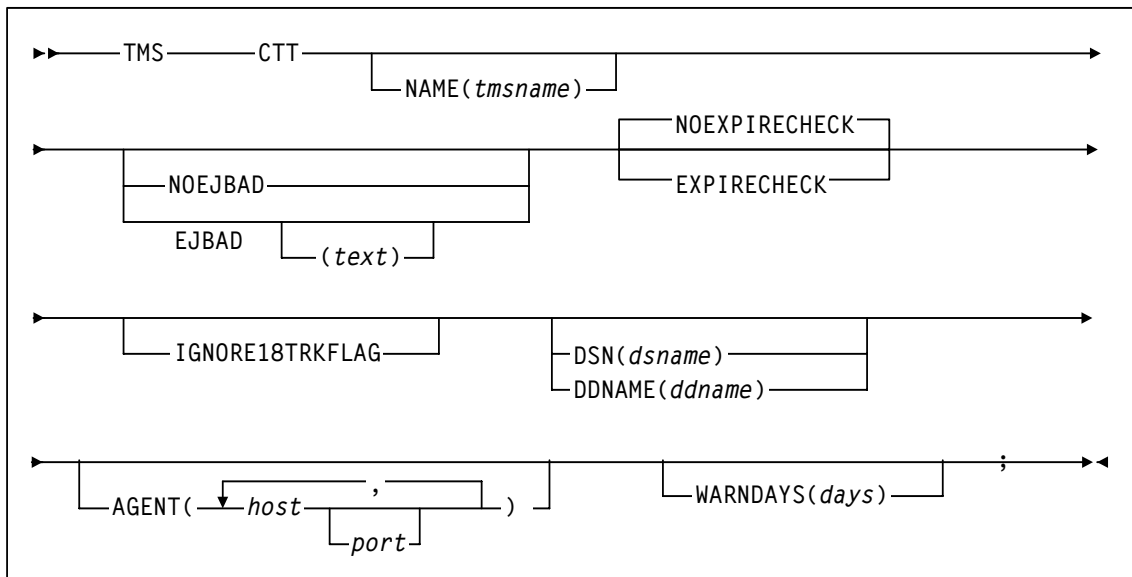 TMS CTT
NAME(tmsname)
NOEXPIRECHECK
NOEJBAD
EXPIRECHECK
EJBAD
(text)
IGNORE18TRKFLAG
DSN(dsname)
DDNAME(ddname)
,
;
AGENT( host )
WARNDAYS(days)
port